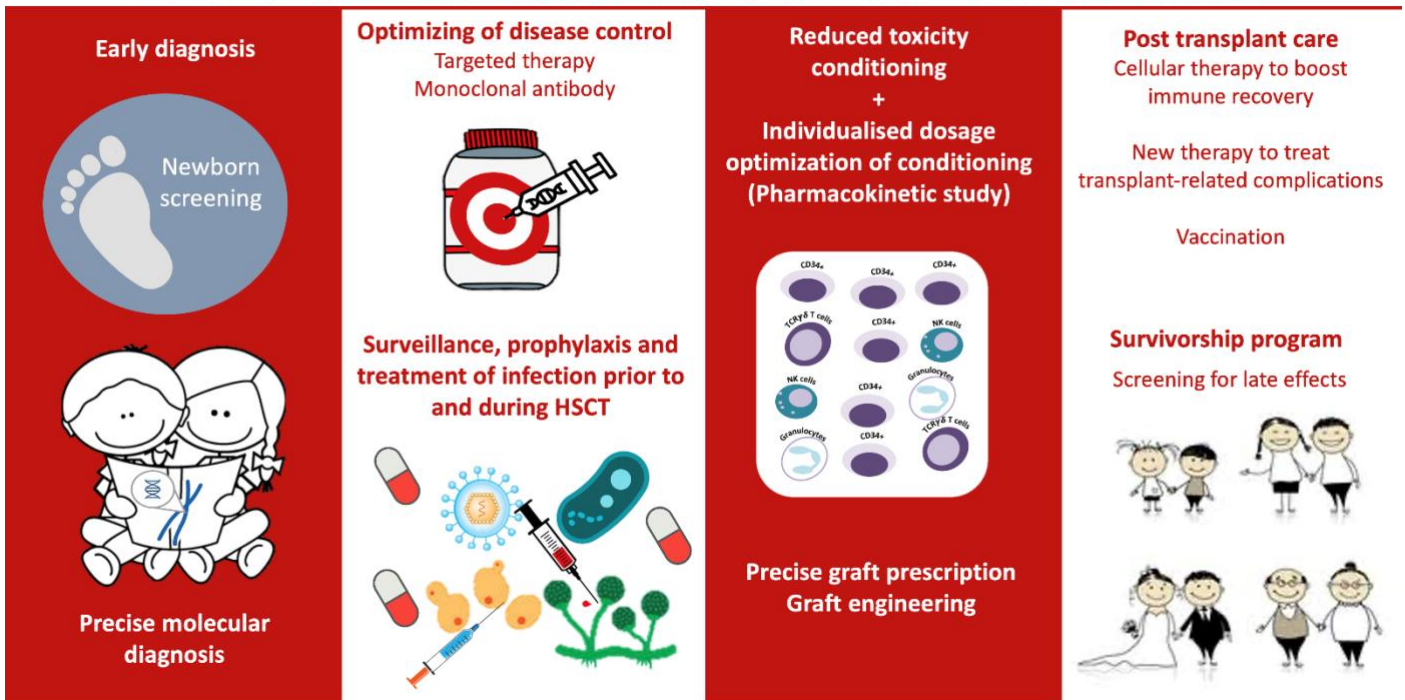 Early diagnosis
Newborn
screening
Precise molecular
diagnosis
Optimizing of disease control
Targeted therapy
Monoclonal antibody
Surveillance, prophylaxis and
treatment of infection prior to
and during HSCT
Reduced toxicity
conditioning
+
Individualised dosage
optimization of conditioning
(Pharmacokinetic study)
CD34+
CD34+
CD34+
TCRγδ T cells
CD34+
NK cells
NK cells
CD34+
Granulocytes
Granulocytes
CD34+
TCRγδ T cells
Precise graft prescription
Graft engineering
Post transplant care
Cellular therapy to boost
immune recovery
New therapy to treat
transplant-related complications
Vaccination
Survivorship program
Screening for late effects